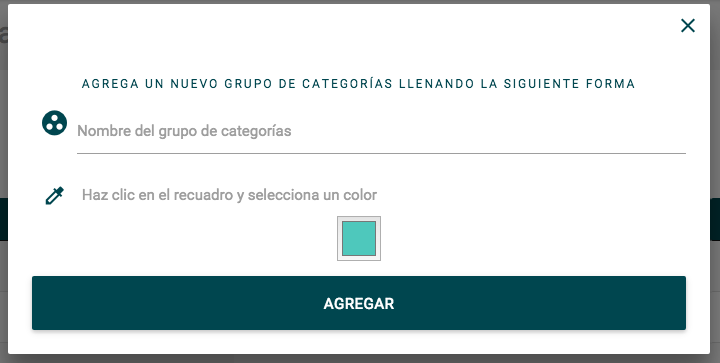 AGREGA UN NUEVO GRUPO DE CATEGORÍAS LLENANDO LA SIGUIENTE FORMA
Nombre del grupo de categorías
Haz clic en el recuadro y selecciona un color
AGREGAR